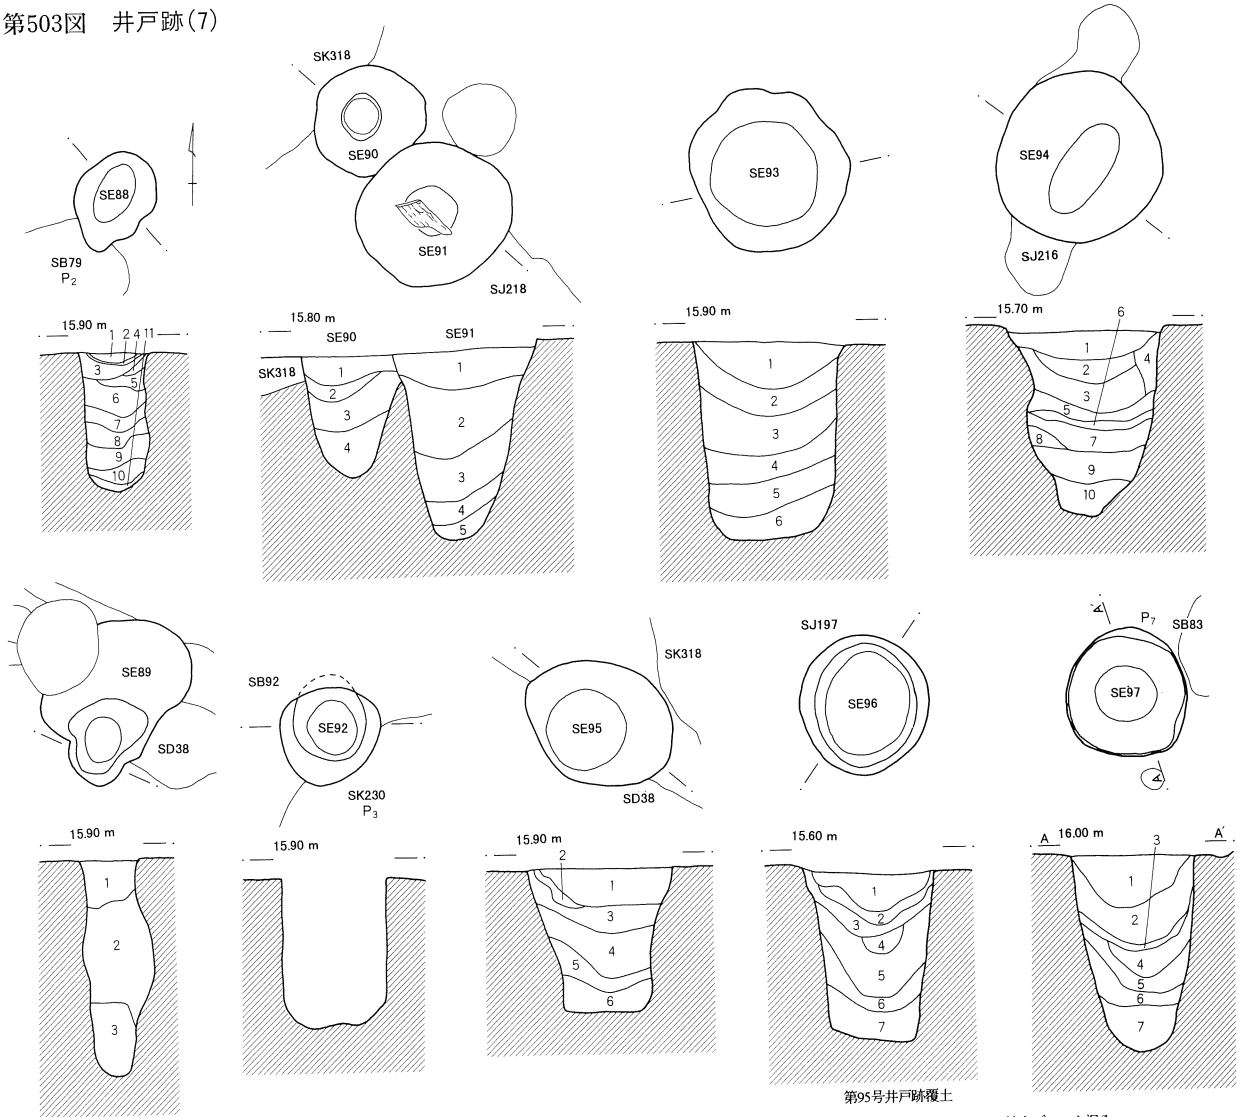 第503図 井戸跡(7)
SK318
SE90
SE91
SJ218
SE88
SB79
P2
SE93
SE94
SJ216
15.90 m
1 2 4 11
3
5
6
7
8
9
10
15.80 m
SE90
SE91
SK318
1
2
3
4
1
2
3
4
5
15.90 m
1
2
3
4
5
6
15.70 m
6
1
2
4
3
5
7
8
9
10
SE89
SD38
SB92
SE92
SK230
P3
SK318
SE95
SD38
SJ197
SE96
A'
P7
SB83
SE97
A
15.90 m
1
2
3
15.90 m
15.90 m
2
1
3
4
5
6
15.60 m
1
2
3
4
5
6
7
A 16.00 m A'
3
1
2
4
5
6
7
第95号井戸跡覆土